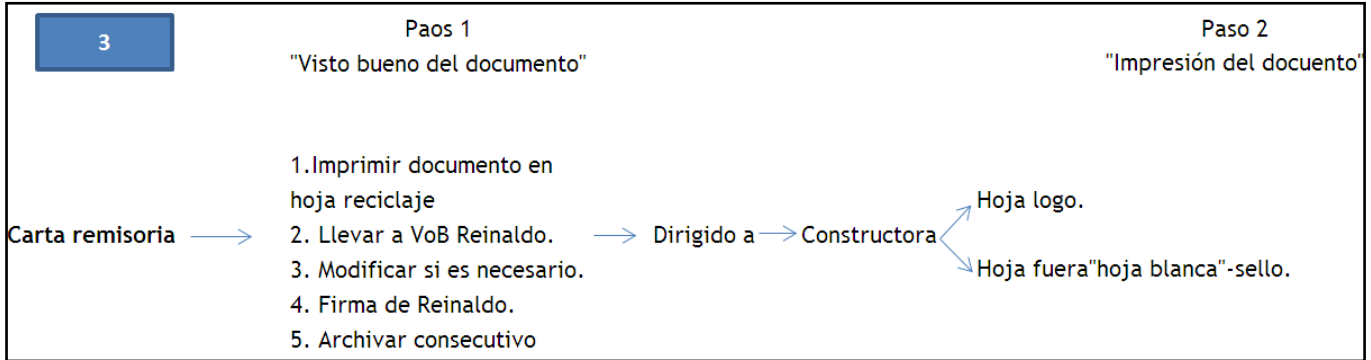 3
Paos 1
"Visto bueno del documento"
Paso 2
"Impresión del docuento"
Carta remisoria
1.Imprimir documento en
hoja reciclaje
2. Llevar a VoB Reinaldo.
3. Modificar si es necesario.
4. Firma de Reinaldo.
5. Archivar consecutivo
Dirigido a
Constructora
Hoja logo.
Hoja fuera"hoja blanca"-sello.